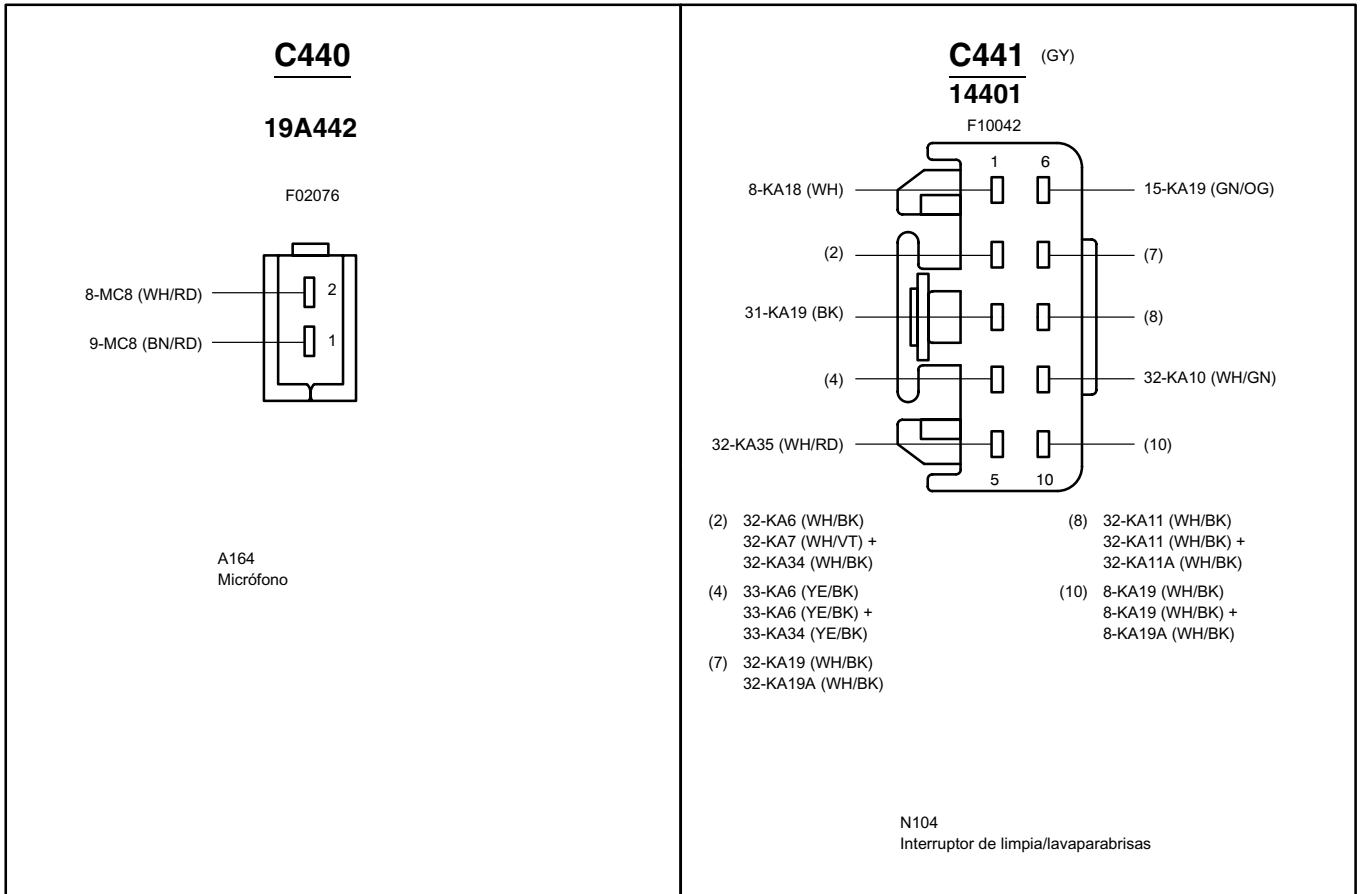 C440
19A442
F02076
8-MC8 (WH/RD)
2
9-MC8 (BN/RD)
1
A164
Micrófono
C441 (GY)
14401
F10042
1 6
8-KA18 (WH)
15-KA19 (GN/OG)
(2)
(7)
31-KA19 (BK)
(8)
(4)
32-KA10 (WH/GN)
32-KA35 (WH/RD)
(10)
5 10
(2) 32-KA6 (WH/BK)
32-KA7 (WH/VT) +
32-KA34 (WH/BK)
(4) 33-KA6 (YE/BK)
33-KA6 (YE/BK) +
33-KA34 (YE/BK)
(7) 32-KA19 (WH/BK)
32-KA19A (WH/BK)
(8) 32-KA11 (WH/BK)
32-KA11 (WH/BK) +
32-KA11A (WH/BK)
(10) 8-KA19 (WH/BK)
8-KA19 (WH/BK) +
8-KA19A (WH/BK)
N104
Interruptor de limpia/lavaparabrisas